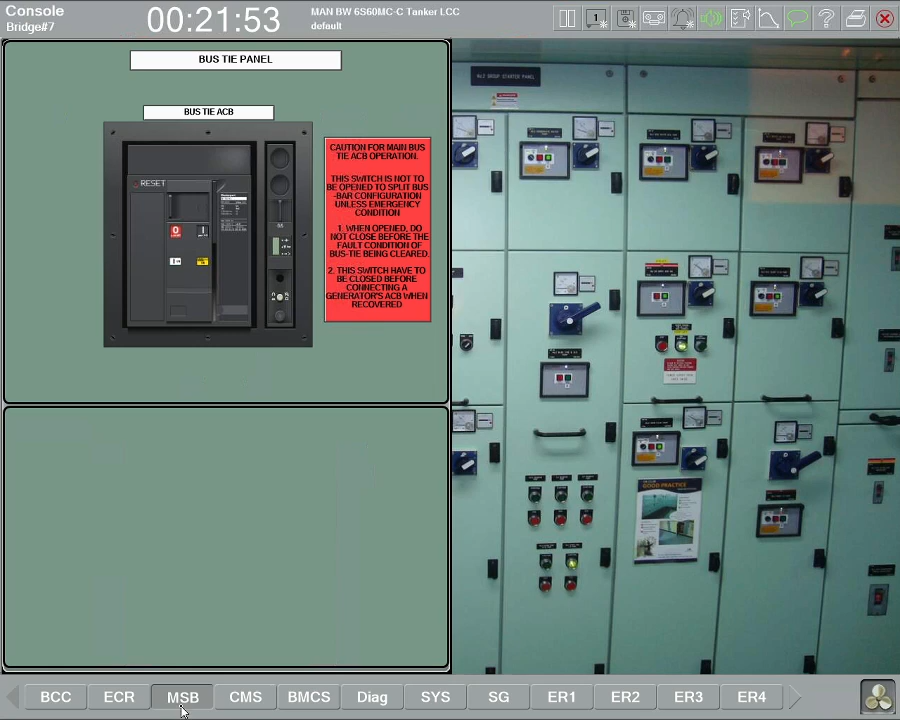 Console
Bridge#7
00:21:53
MAN BW 6S60MC-C Tanker LCC
default
1
?
BUS TIE PANEL
BUS TIE ACB
RESET
CAUTION FOR MAIN BUS
TIE ACB OPERATION.
THIS SWITCH IS NOT TO
BE OPENED TO SPLIT BUS
-BAR CONFIGURATION
UNLESS EMERGENCY
CONDITION
1. WHEN OPENED, DO
NOT CLOSE BEFORE THE
FAULT CONDITION OF
BUS-TIE BEING CLEARED.
2. THIS SWITCH HAVE TO
BE CLOSED BEFORE
CONNECTING A
GENERATOR'S ACB WHEN
RECOVERED
GROUP STARTER PANEL
GOOD PRACTICE
BCC
ECR
MSB
CMS
BMCS
Diag
SYS
SG
ER1
ER2
ER3
ER4